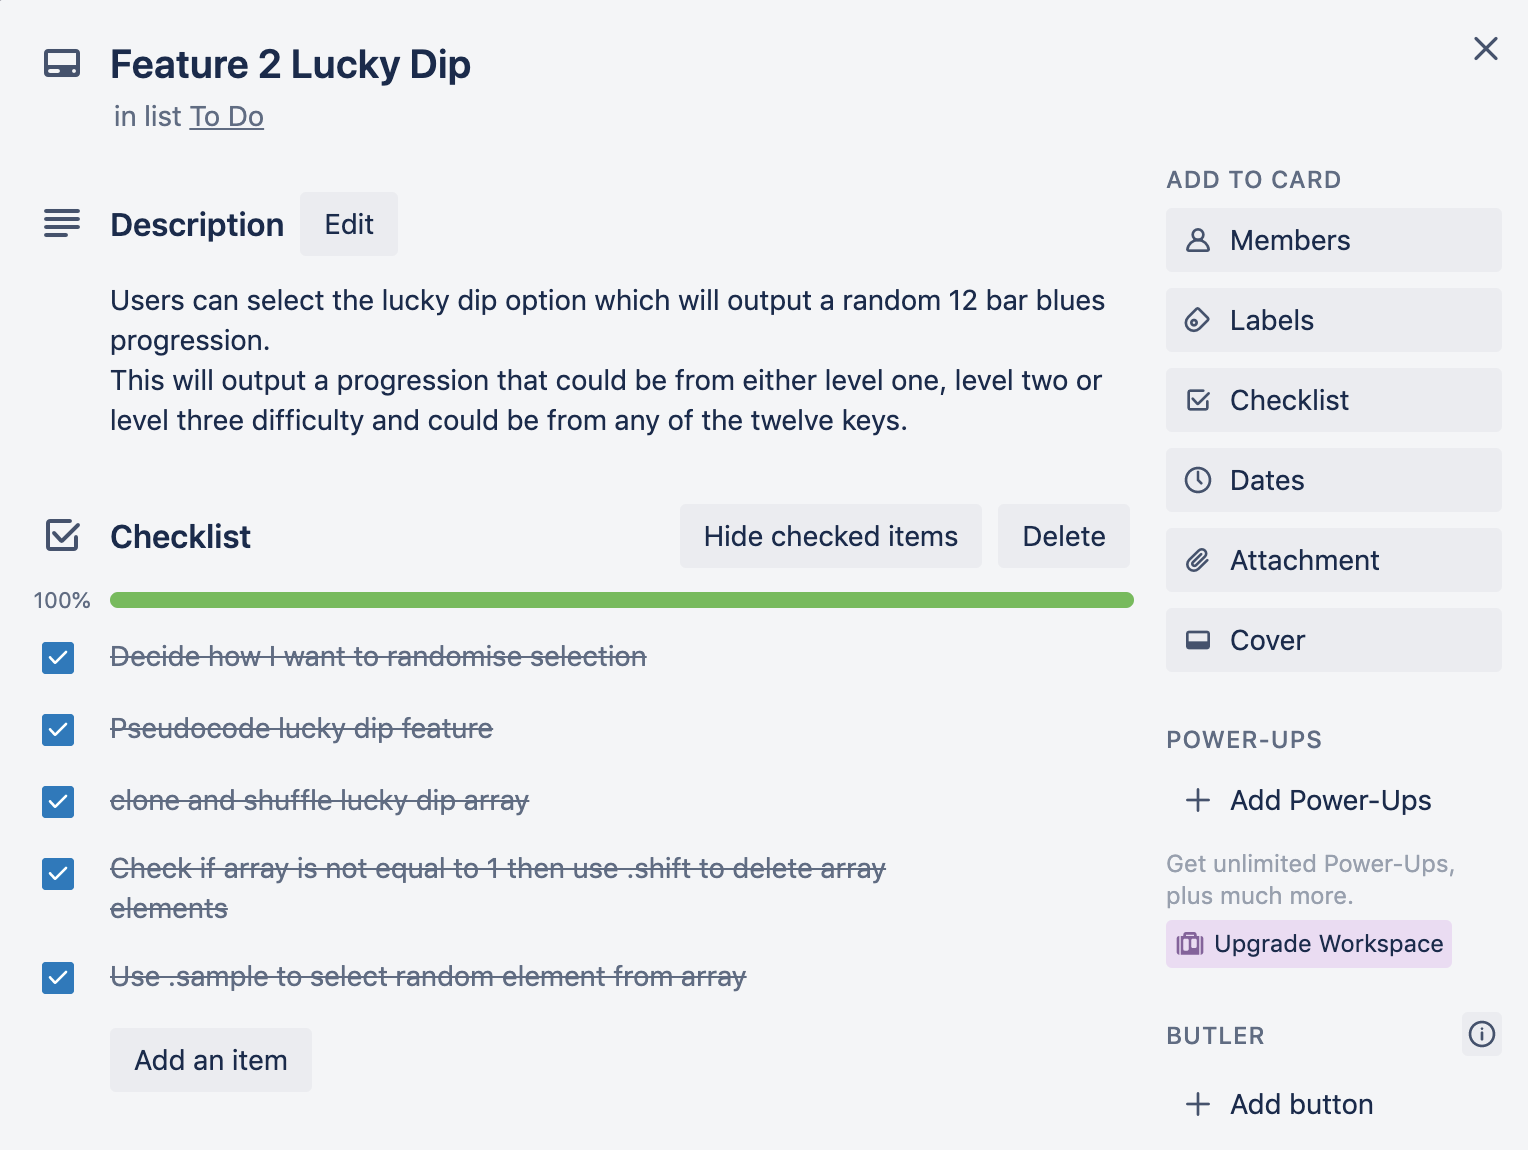 Feature 2 Lucky Dip
in list To Do
Description
Edit
Users can select the lucky dip option which will output a random 12 bar blues
progression.
This will output a progression that could be from either level one, level two or
level three difficulty and could be from any of the twelve keys.
Checklist
Hide checked items
Delete
100%
Decide how I want to randomise selection
Pseudocode lucky dip feature
clone and shuffle lucky dip array
Check if array is not equal to 1 then use .shift to delete array
elements
Use .sample to select random element from array
Add an item
ADD TO CARD
Members
Labels
Checklist
Dates
Attachment
Cover
POWER-UPS
Add Power-Ups
Get unlimited Power-Ups,
plus much more.
Upgrade Workspace
BUTLER
Add button